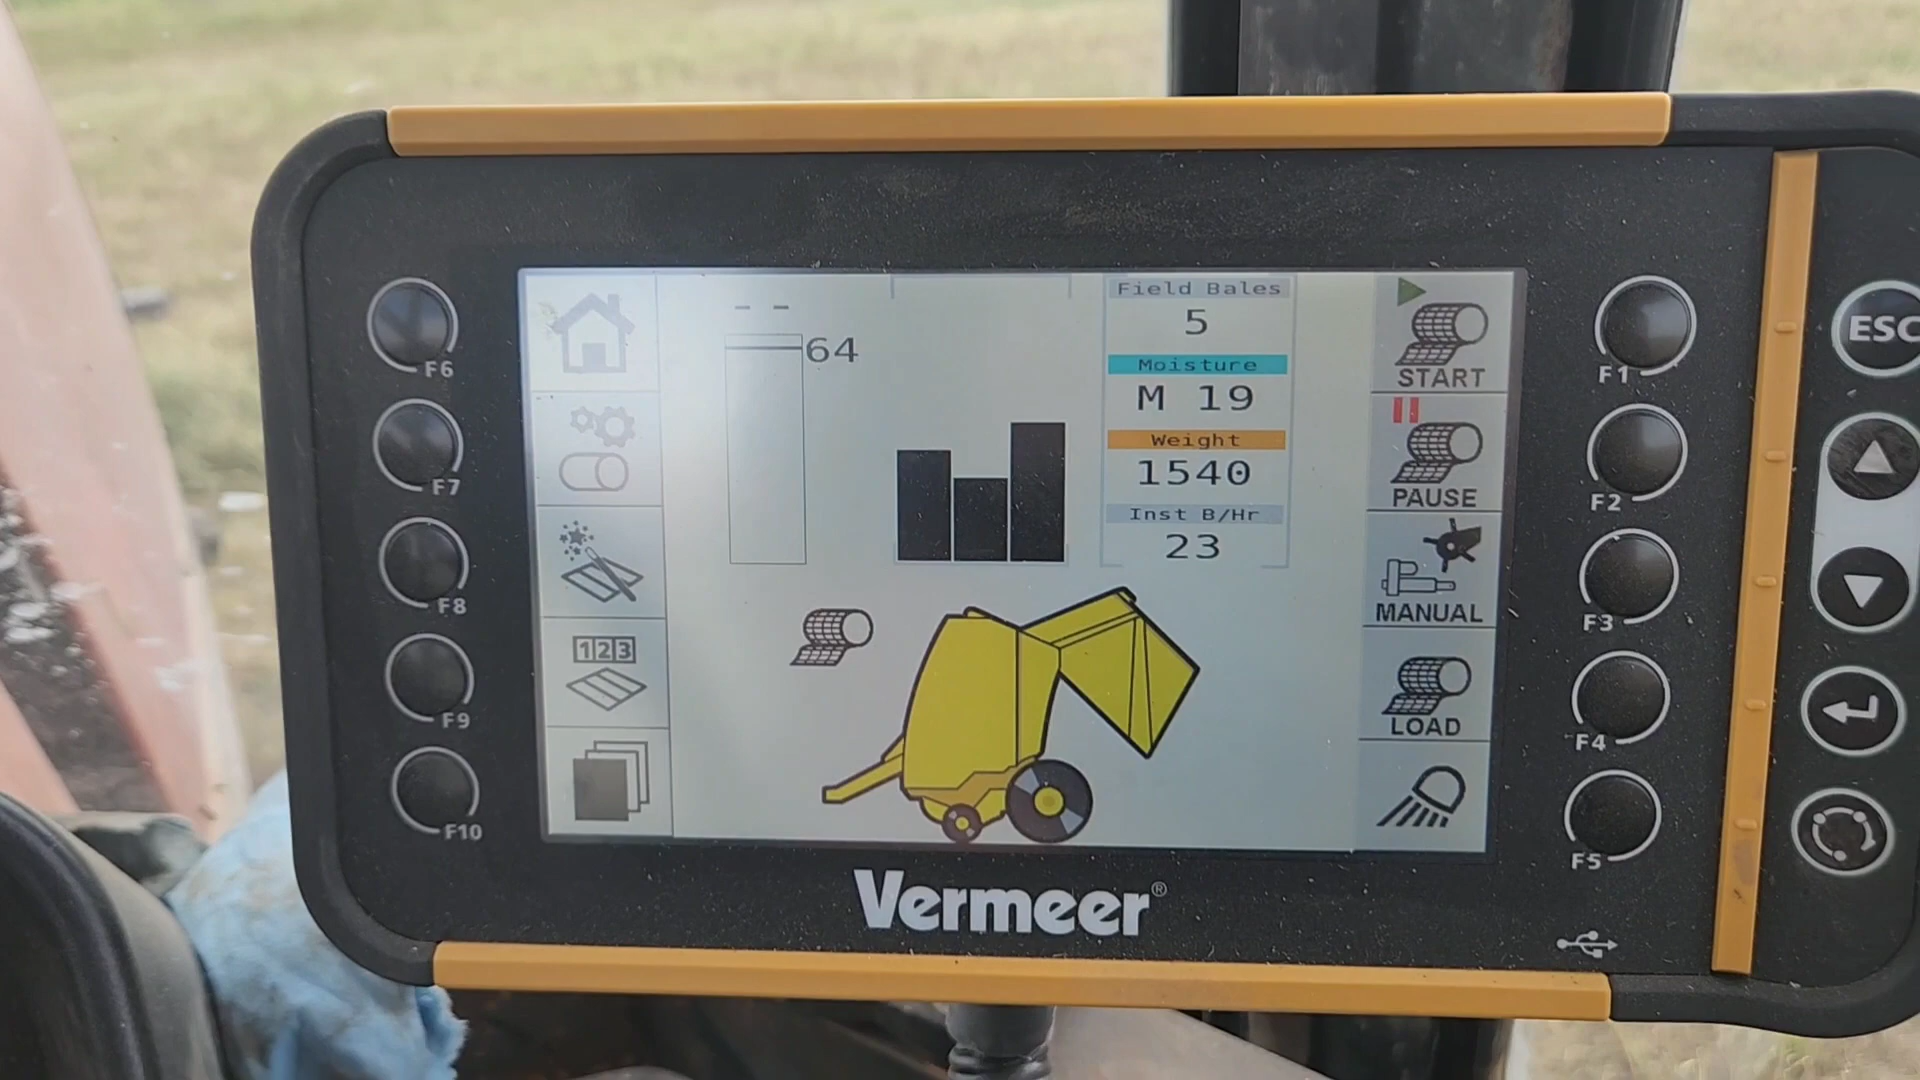 F6
F7
F8
F9
F10
123
-- 
64
Field Bales
5
Moisture
M 19
Weight
1540
Inst B/Hr
23
START
PAUSE
MANUAL
LOAD
F1
F2
F3
F4
F5
ESC
Vermeer®